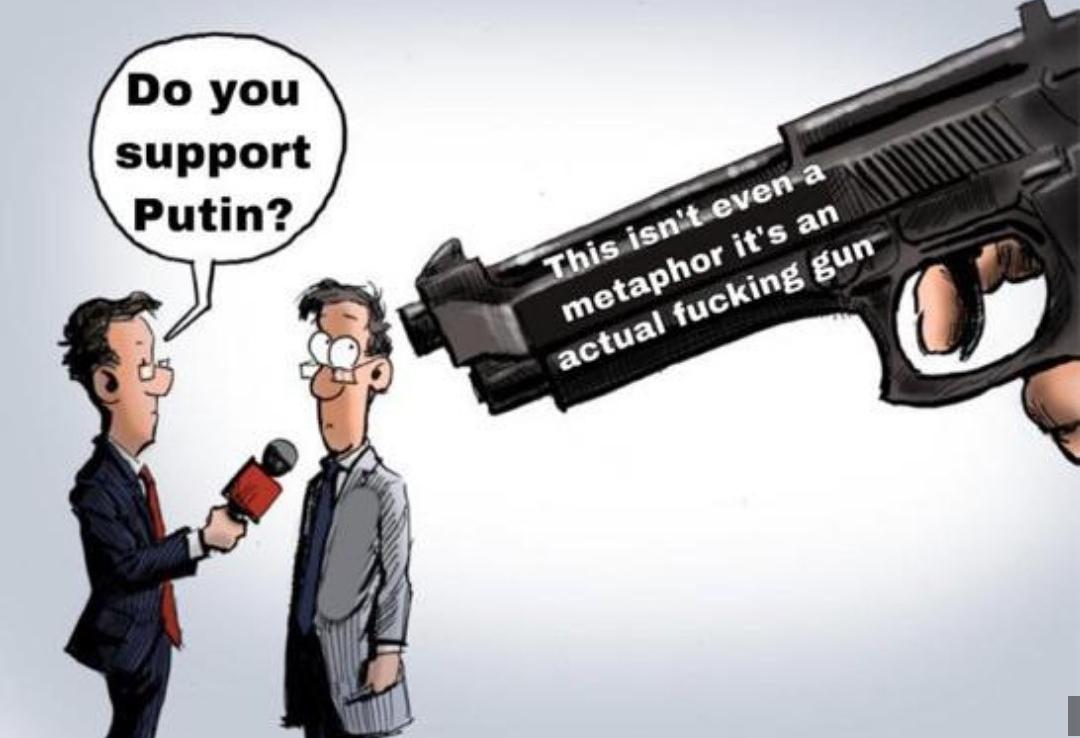 Do you
support
Putin?
This isn't even a
metaphor it's an
actual fucking gun